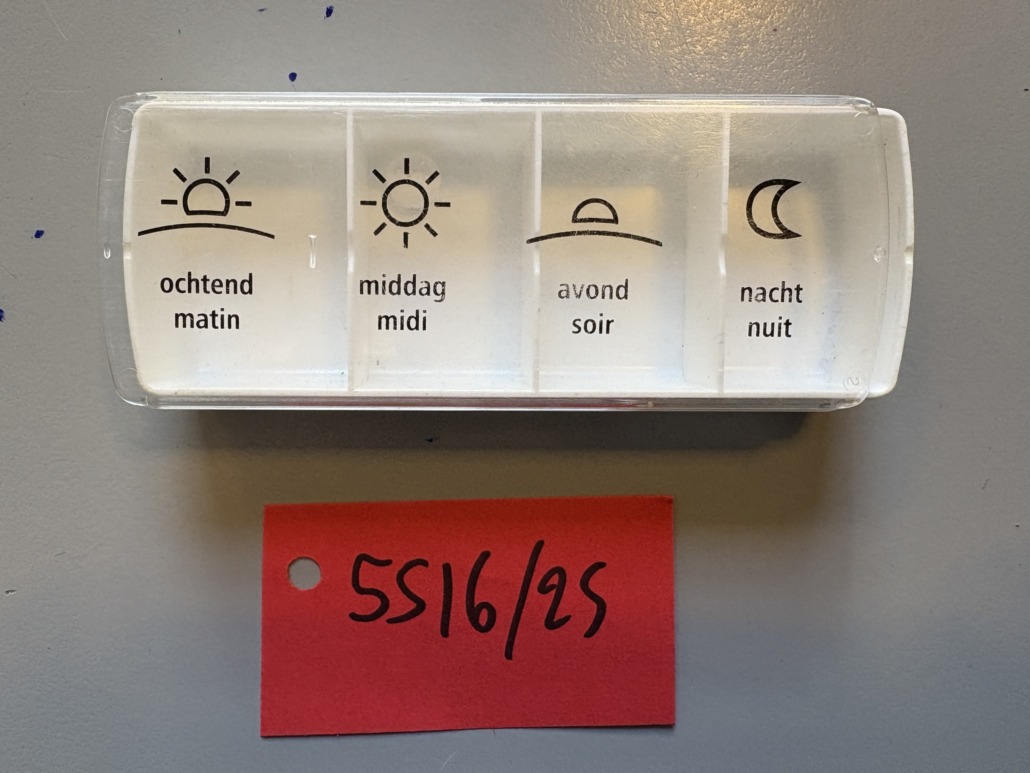 ochtend middag avond nacht
matin midi soir nuit
5516/25